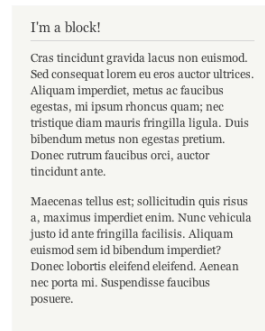 I'm a block!
Cras tincidunt gravida lacus non euismod.
Sed consequat lorem eu eros auctor ultrices.
Aliquam imperdiet, metus ac faucibus
egestas, mi ipsum rhoncus quam; nec
tristique diam mauris fringilla ligula. Duis
bibendum metus non egestas pretium.
Donec rutrum faucibus orci, auctor
tincidunt ante.
Maecenas tellus est; sollicitudin quis risus
a, maximus imperdiet enim. Nunc vehicula
justo id ante fringilla facilisis. Aliquam
euismod sem id bibendum imperdiet?
Donec lobortis eleifend eleifend. Aenean
nec porta mi. Suspendisse faucibus
posuere.